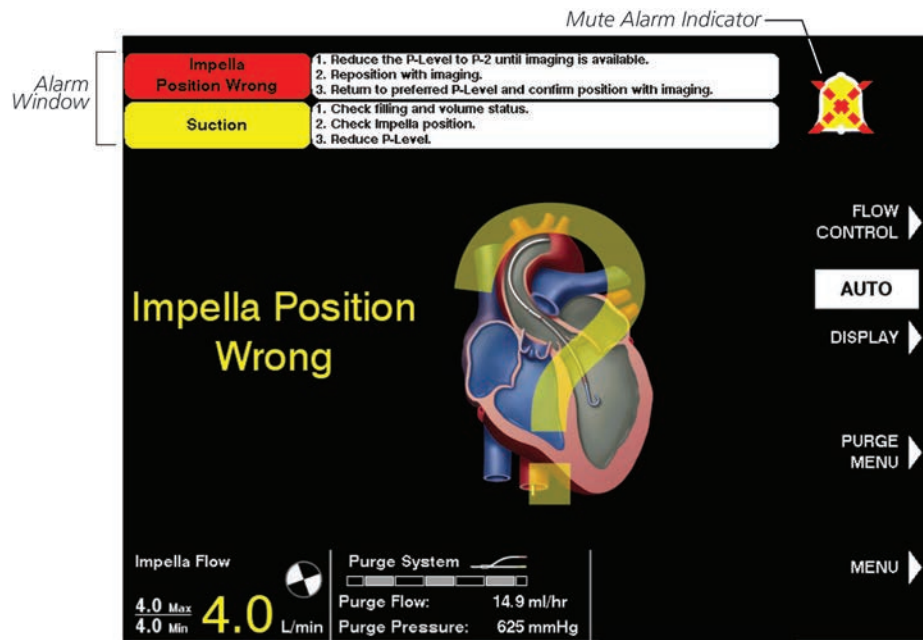 Mute Alarm Indicator
Alarm
Window
Impella
Position Wrong
1. Reduce the P-Level to P-2 until imaging is available.
2. Reposition with imaging.
3. Return to preferred P-Level and confirm position with imaging.
Suction
1. Check filling and volume status.
2. Check Impella position.
3. Reduce P-Level.
FLOW
CONTROL
AUTO
DISPLAY
PURGE
MENU
MENU
?
Impella Position
Wrong
Impella Flow
4.0 Max
4.0 Min
4.0 L/min
Purge System
Purge Flow: 14.9 ml/hr
Purge Pressure: 625 mmHg